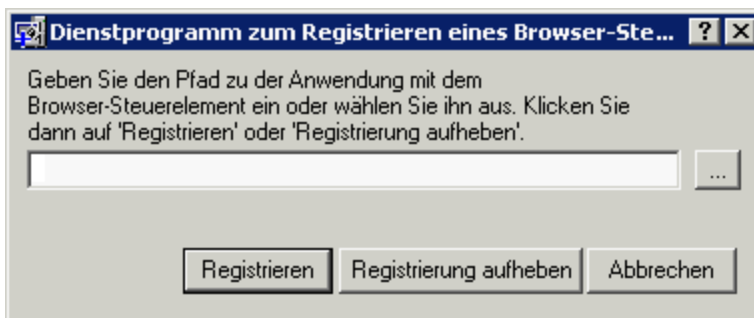 Dienstprogramm zum Registrieren eines Browser-Ste...
Geben Sie den Pfad zu der Anwendung mit dem
Browser-Steuerelement ein oder wählen Sie ihn aus. Klicken Sie
dann auf 'Registrieren' oder 'Registrierung aufheben'.
...
Registrieren Registrierung aufheben Abbrechen